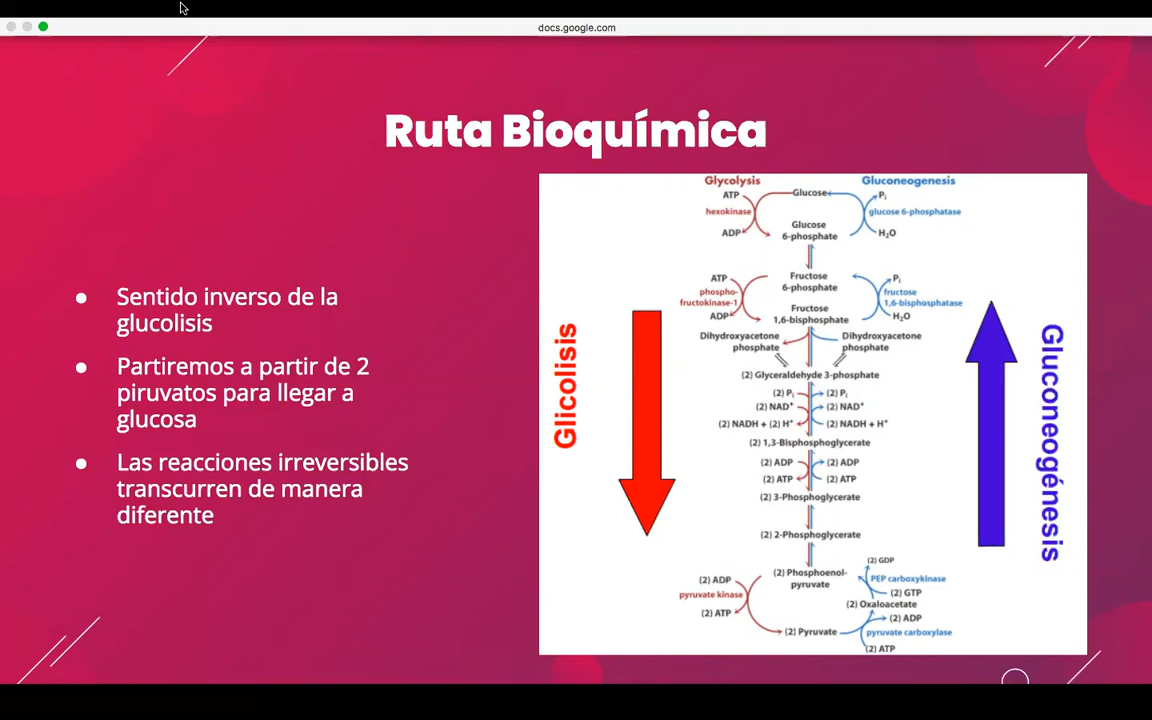 docs.google.com
Ruta Bioquímica
● Sentido inverso de la
glucolisis
● Partiremos a partir de 2
piruvatos para llegar a
glucosa
● Las reacciones irreversibles
transcurren de manera
diferente
Glicolisis
Gluconeogénesis
Glycolysis
Gluconeogenesis
ATP
Glucose
Pi
hexokinase
glucose 6-phosphatase
ADP
Glucose
6-phosphate
H₂O
ATP
Fructose
6-phosphate
Pi
phospho-
fructokinase-1
fructose
1,6-bisphosphatase
ADP
Fructose
1,6-bisphosphate
H₂O
Dihydroxyacetone
phosphate
Dihydroxyacetone
phosphate
(2) Glyceraldehyde 3-phosphate
(2) Pi
(2) Pi
(2) NAD⁺
(2) NAD⁺
(2) NADH + (2) H⁺
(2) NADH + H⁺
(2) 1,3-Bisphosphoglycerate
(2) ADP
(2) ADP
(2) ATP
(2) ATP
(2) 3-Phosphoglycerate
(2) 2-Phosphoglycerate
(2) GDP
(2) Phosphoenol-
pyruvate
(2) ADP
PEP carboxykinase
pyruvate kinase
(2) GTP
(2) ATP
(2) Oxaloacetate
(2) ADP
(2) Pyruvate
pyruvate carboxylase
(2) ATP